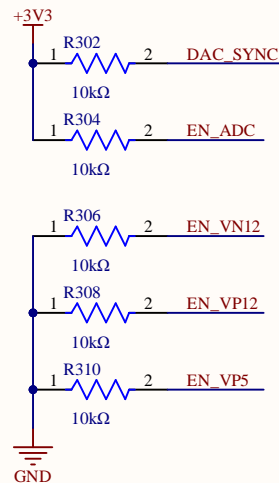 +3V3
R302
1 2 DAC_SYNC
10kΩ
R304
1 2 EN_ADC
10kΩ
R306
1 2 EN_VN12
10kΩ
R308
1 2 EN_VP12
10kΩ
R310
1 2 EN_VP5
10kΩ
GND